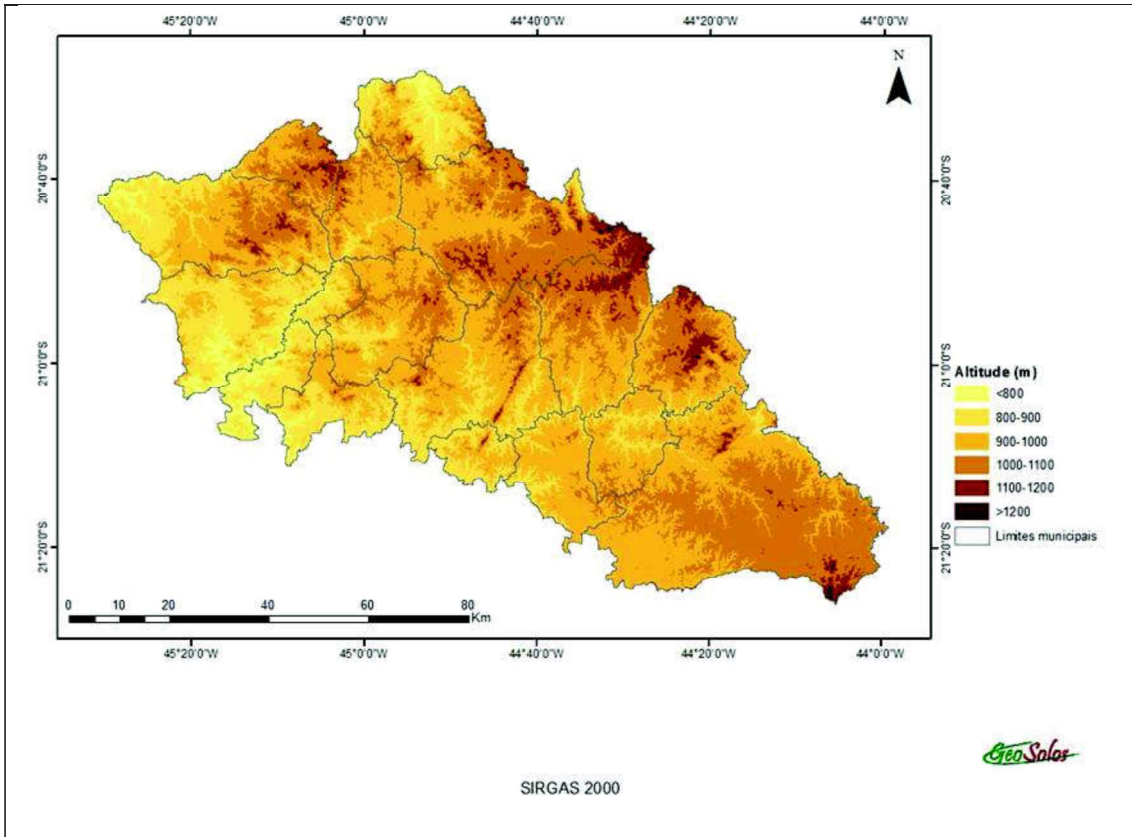 45°20'0"W 45°0'0"W 44°40'0"W 44°20'0"W 44°0'0"W
N
20°40'0"S
20°40'0"S
21°0'0"S
21°0'0"S
21°20'0"S
21°20'0"S
Altitude (m)
<800
800-900
900-1000
1000-1100
1100-1200
>1200
Limites municipais
0 10 20 40 60 80
Km
45°20'0"W 45°0'0"W 44°40'0"W 44°20'0"W 44°0'0"W
GeoSolos
SIRGAS 2000